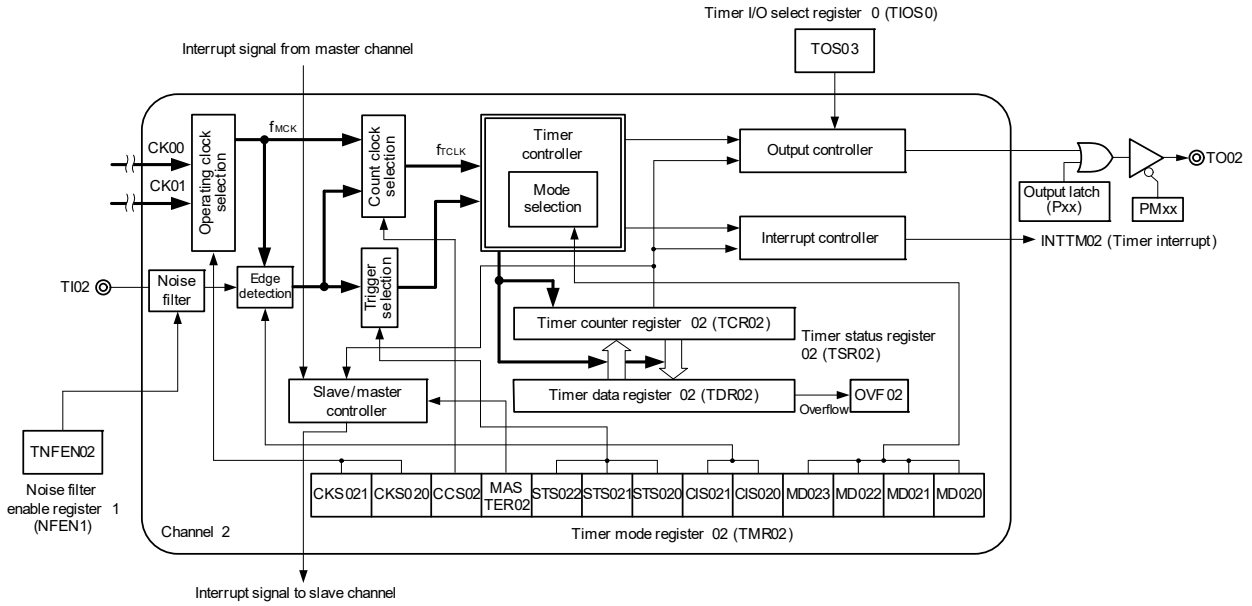 Timer I/O select register 0 (TIOS0)
TOS03
Interrupt signal from master channel
CK00
CK01
Operating clock
selection
fMCK
Count clock
selection
fTCLK
Timer
controller
Mode
selection
Output controller
Output latch
(Pxx)
PMxx
TO02
Interrupt controller
INTTM02 (Timer interrupt)
TI02
Noise
filter
Edge
detection
Trigger
selection
Timer counter register 02 (TCR02)
Timer status register
02 (TSR02)
Slave/master
controller
Timer data register 02 (TDR02)
Overflow
OVF02
TNFEN02
Noise filter
enable register 1
(NFEN1)
CKS021
CKS020
CCS02
MAS
TER02
STS022
STS021
STS020
CIS021
CIS020
MD023
MD022
MD021
MD020
Channel 2
Timer mode register 02 (TMR02)
Interrupt signal to slave channel